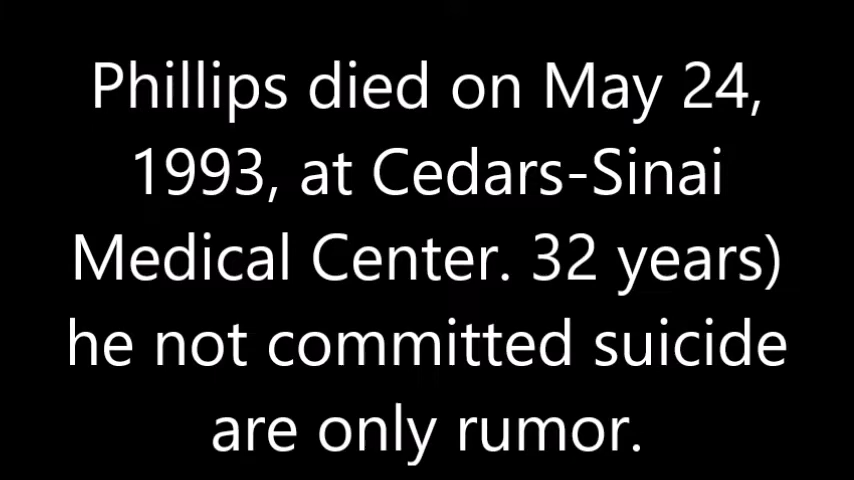 Phillips died on May 24,
1993, at Cedars-Sinai
Medical Center. 32 years)
he not committed suicide
are only rumor.